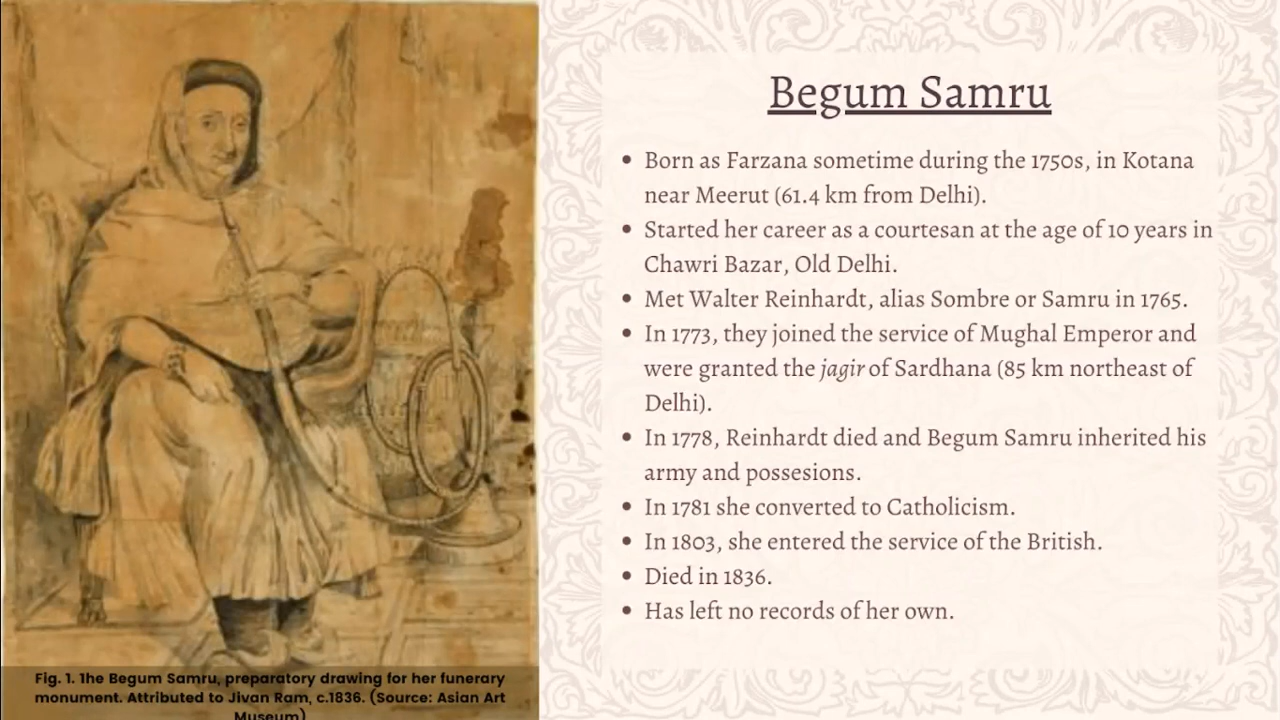 Begum Samru
• Born as Farzana sometime during the 1750s, in Kotana
near Meerut (61.4 km from Delhi).
• Started her career as a courtesan at the age of 10 years in
Chawri Bazar, Old Delhi.
• Met Walter Reinhardt, alias Sombre or Samru in 1765.
• In 1773, they joined the service of Mughal Emperor and
were granted the jagir of Sardhana (85 km northeast of
Delhi).
• In 1778, Reinhardt died and Begum Samru inherited his
army and possesions.
• In 1781 she converted to Catholicism.
• In 1803, she entered the service of the British.
• Died in 1836.
• Has left no records of her own.
Fig. 1. The Begum Samru, preparatory drawing for her funerary
monument. Attributed to Jivan Ram, c.1836. (Source: Asian Art
Museum)